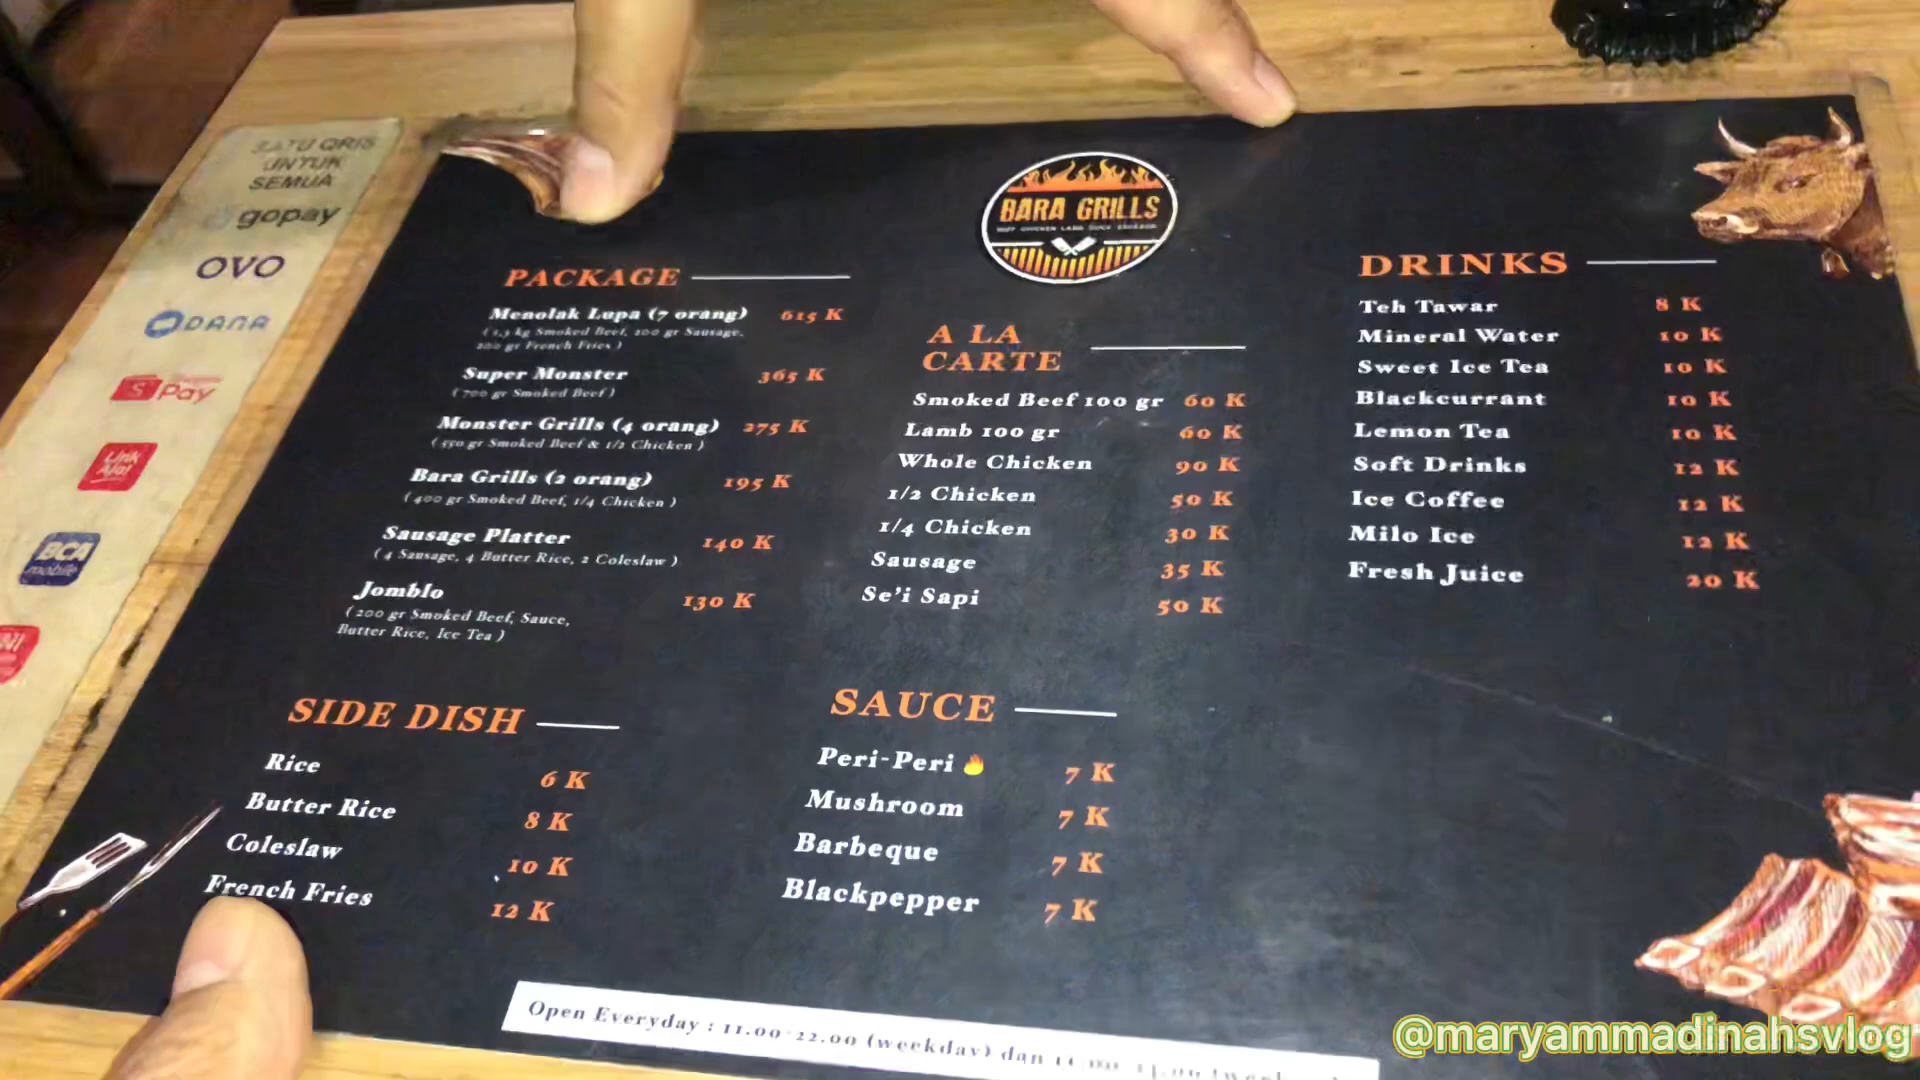 SATU QRIS
UNTUK
SEMUA
gopay
OVO
DANA
S Pay
Link Aja!
BCA
mobile
BARA GRILLS
PACKAGE
Menolak Lupa (7 orang) 615 K
(1,3 kg Smoked Beef, 200 gr Sausage,
200 gr French Fries)
Super Monster 365 K
(700 gr Smoked Beef)
Monster Grills (4 orang) 275 K
(550 gr Smoked Beef & 1/2 Chicken)
Bara Grills (2 orang) 195 K
(400 gr Smoked Beef, 1/4 Chicken)
Sausage Platter 140 K
(4 Sausage, 4 Butter Rice, 2 Coleslaw)
Jomblo 130 K
(200 gr Smoked Beef, Sauce,
Butter Rice, Ice Tea)
A LA
CARTE
Smoked Beef 100 gr 60 K
Lamb 100 gr 60 K
Whole Chicken 90 K
1/2 Chicken 50 K
1/4 Chicken 30 K
Sausage 35 K
Se'i Sapi 50 K
DRINKS
Teh Tawar 8 K
Mineral Water 10 K
Sweet Ice Tea 10 K
Blackcurrant 10 K
Lemon Tea 10 K
Soft Drinks 12 K
Ice Coffee 12 K
Milo Ice 12 K
Fresh Juice 20 K
SIDE DISH
Rice 6 K
Butter Rice 8 K
Coleslaw 10 K
French Fries 12 K
SAUCE
Peri-Peri 🔥 7 K
Mushroom 7 K
Barbeque 7 K
Blackpepper 7 K
Open Everyday : 11.00-22.00 (weekday) dan
@maryammadinahsvlog